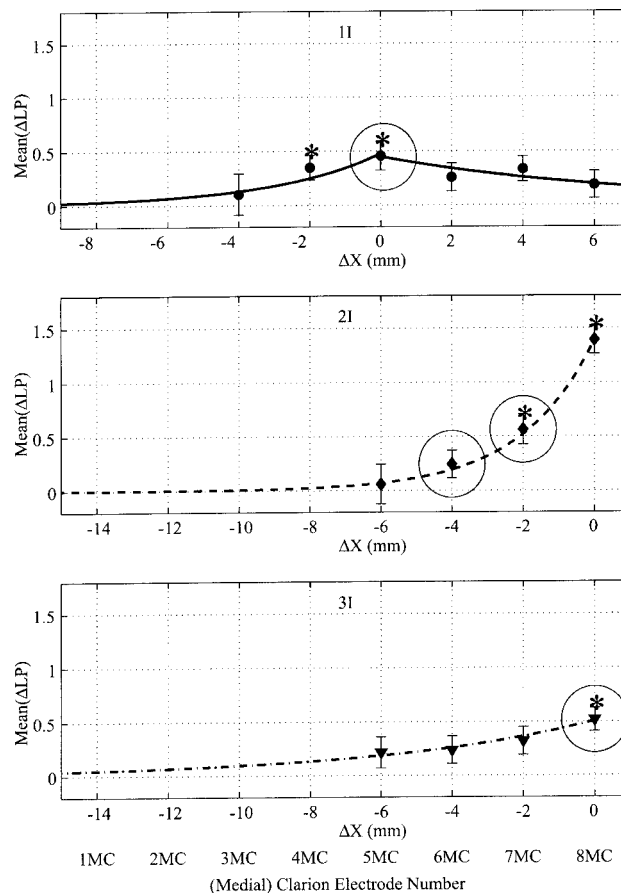 1I
1.5
1
0.5
0
Mean(ΔLP)
* *
-8 -6 -4 -2 0 2 4 6
ΔX (mm)
2I
1.5
1
0.5
0
Mean(ΔLP)
* *
-14 -12 -10 -8 -6 -4 -2 0
ΔX (mm)
3I
1.5
1
0.5
0
Mean(ΔLP)
*
-14 -12 -10 -8 -6 -4 -2 0
ΔX (mm)
1MC 2MC 3MC 4MC 5MC 6MC 7MC 8MC
(Medial) Clarion Electrode Number